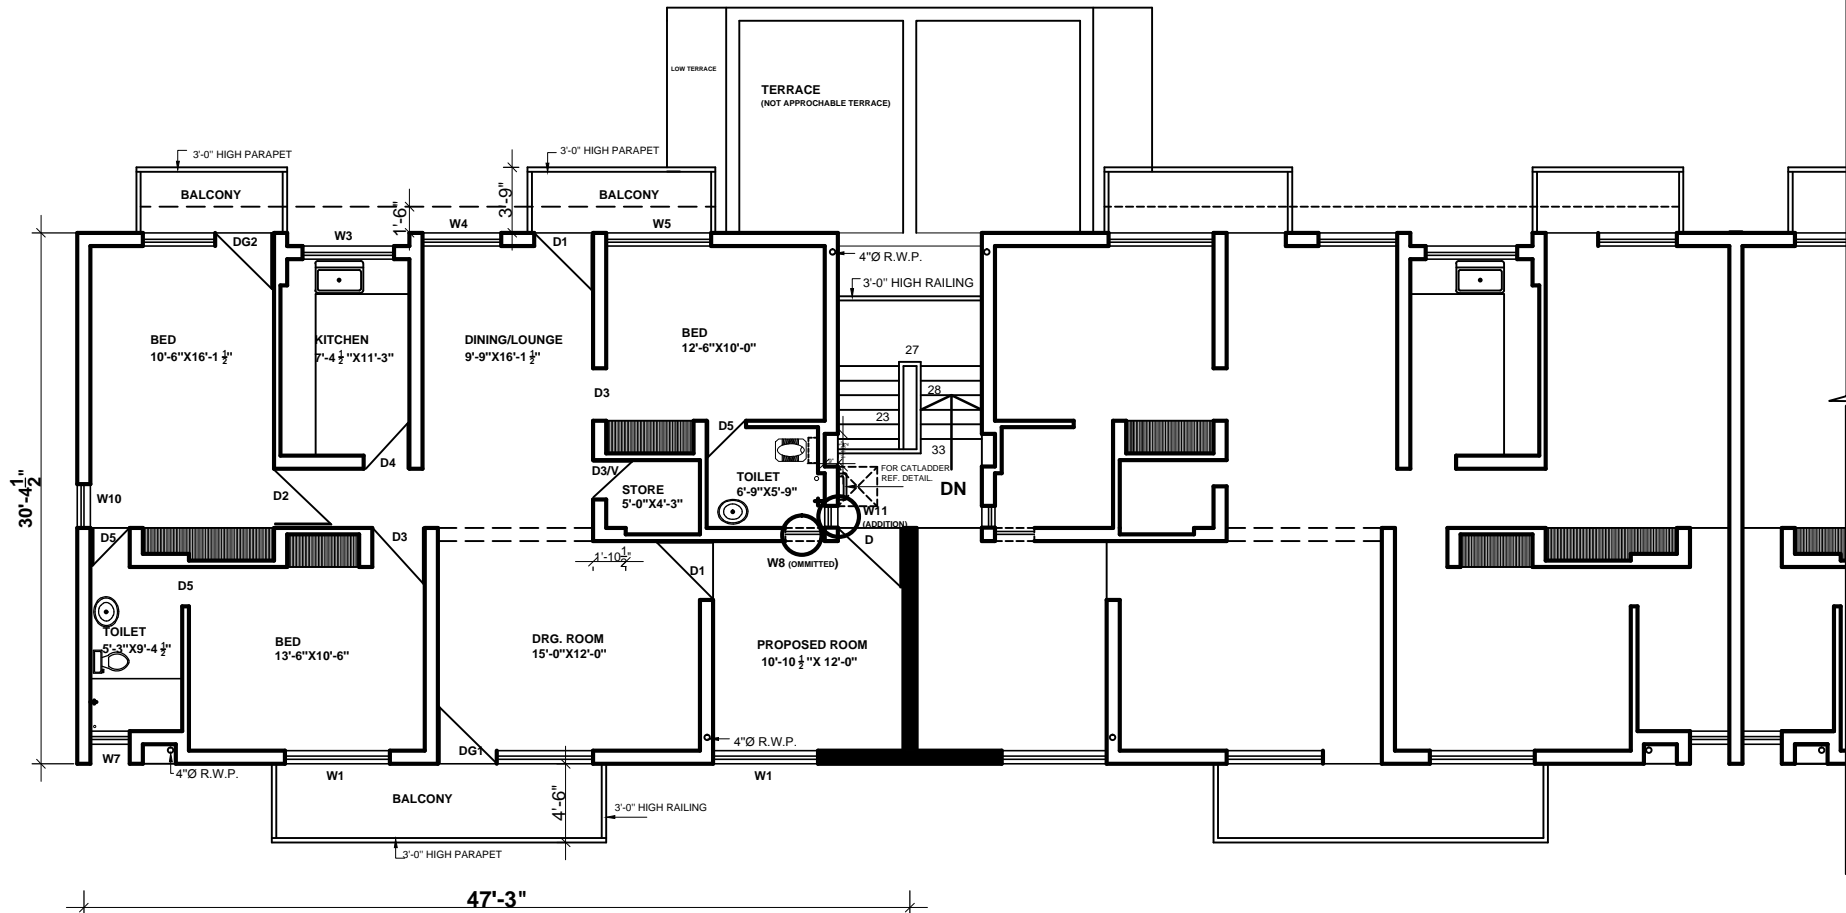 LOW TERRACE
TERRACE
(NOT APPROCHABLE TERRACE)
3'-0" HIGH PARAPET
3'-0" HIGH PARAPET
BALCONY
BALCONY
3'-9"
1'-6"
W3
W4
W5
DG2
D1
4"Ø R.W.P.
3'-0" HIGH RAILING
BED
10'-6"X16'-1 1/2"
KITCHEN
7'-4 1/2"X11'-3"
DINING/LOUNGE
9'-9"X16'-1 1/2"
BED
12'-6"X10'-0"
27
28
23
33
D3
D5
D4
D3/V
D2
W10
30'-4 1/2"
STORE
5'-0"X4'-3"
TOILET
6'-9"X5'-9"
FOR CATLADDER
REF. DETAIL.
DN
W11
(ADDITION)
D
W8 (OMMITTED)
D5
D3
1'-10 1/2"
D1
D5
TOILET
5'-3"X9'-4 1/2"
BED
13'-6"X10'-6"
DRG. ROOM
15'-0"X12'-0"
PROPOSED ROOM
10'-10 1/2"X 12'-0"
4"Ø R.W.P.
DG1
W7
4"Ø R.W.P.
W1
W1
BALCONY
4'-6"
3'-0" HIGH RAILING
3'-0" HIGH PARAPET
47'-3"